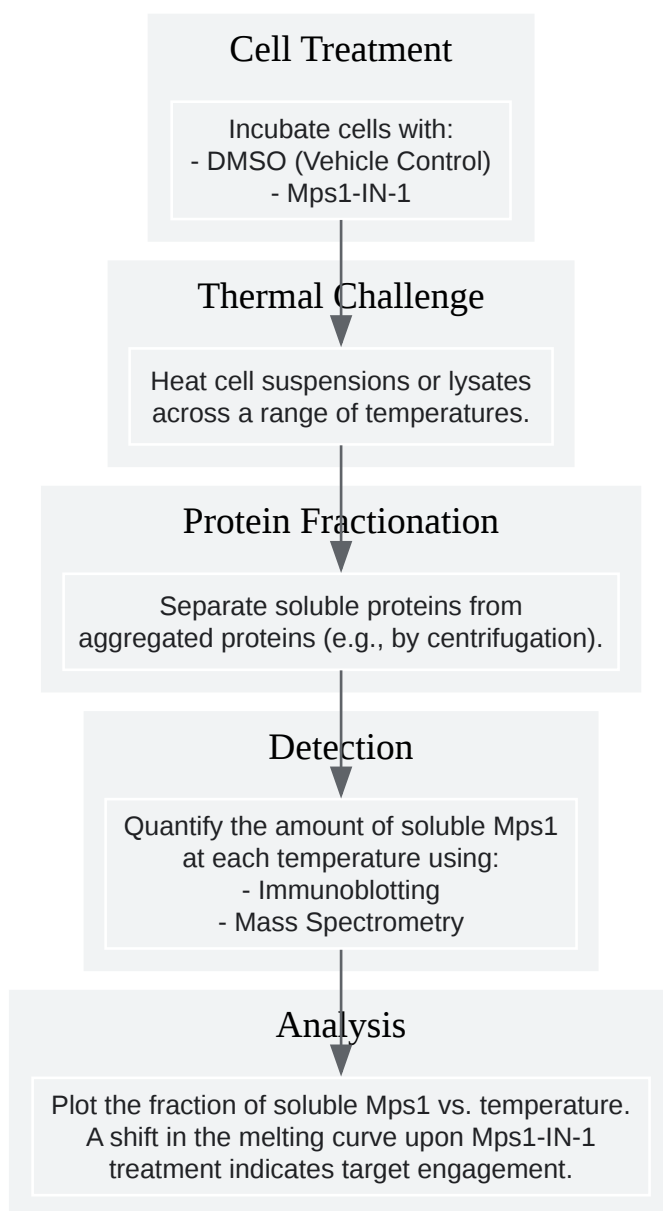 Cell Treatment
Incubate cells with:
- DMSO (Vehicle Control)
- Mps1-IN-1
Thermal Challenge
Heat cell suspensions or lysates
across a range of temperatures.
Protein Fractionation
Separate soluble proteins from
aggregated proteins (e.g., by centrifugation).
Detection
Quantify the amount of soluble Mps1
at each temperature using:
- Immunoblotting
- Mass Spectrometry
Analysis
Plot the fraction of soluble Mps1 vs. temperature.
A shift in the melting curve upon Mps1-IN-1
treatment indicates target engagement.